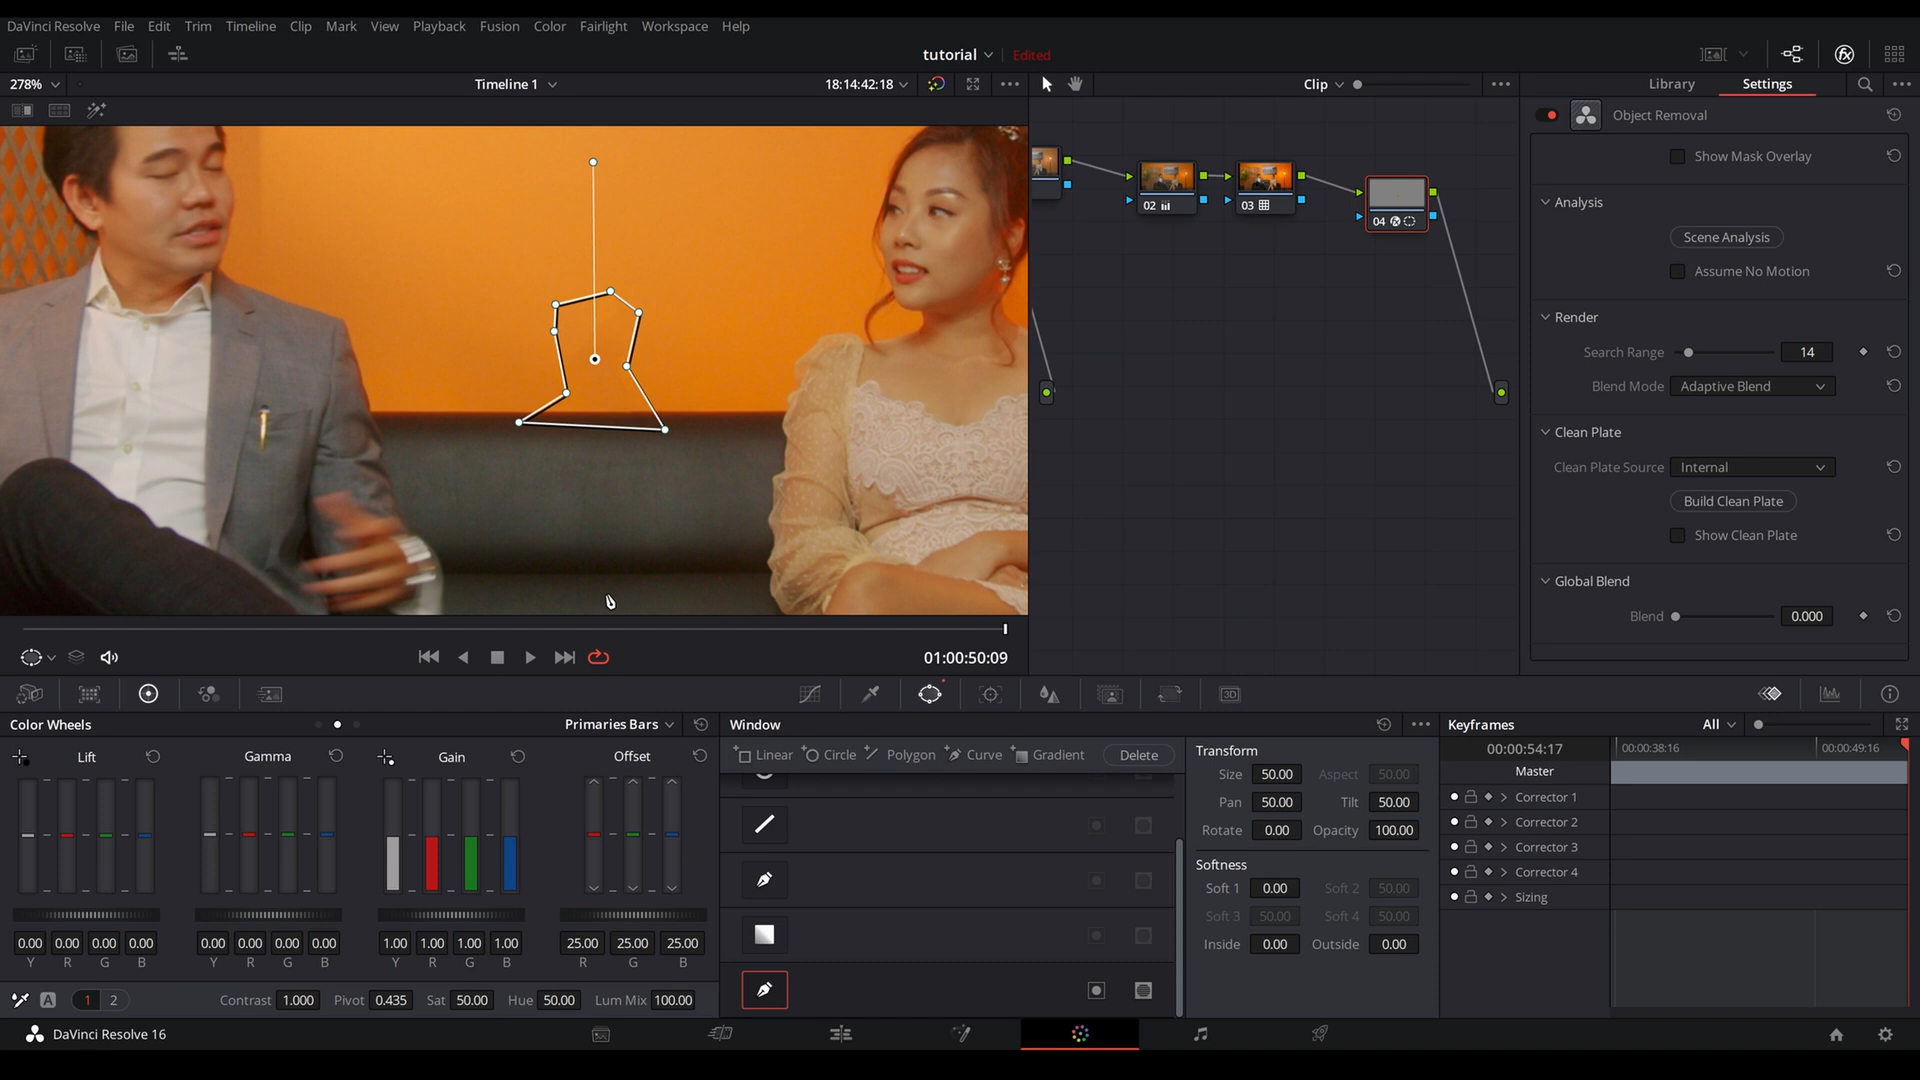 DaVinci Resolve File Edit Trim Timeline Clip Mark View Playback Fusion Color Fairlight Workspace Help
tutorial Edited
278% Timeline 1 18:14:42:18 Clip Library Settings
Object Removal
Show Mask Overlay
Analysis
Scene Analysis
Assume No Motion
Render
Search Range 14
Blend Mode Adaptive Blend
Clean Plate
Clean Plate Source Internal
Build Clean Plate
Show Clean Plate
Global Blend
Blend 0.000
02 03 04
01:00:50:09
3D
Color Wheels Primaries Bars
Lift Gamma Gain Offset
0.00 0.00 0.00 0.00 0.00 0.00 0.00 0.00 1.00 1.00 1.00 1.00 25.00 25.00 25.00
Y R G B Y R G B Y R G B R G B
A 1 2 Contrast 1.000 Pivot 0.435 Sat 50.00 Hue 50.00 Lum Mix 100.00
Window
Linear Circle Polygon Curve Gradient Delete
Transform
Size 50.00 Aspect 50.00
Pan 50.00 Tilt 50.00
Rotate 0.00 Opacity 100.00
Softness
Soft 1 0.00 Soft 2 50.00
Soft 3 50.00 Soft 4 50.00
Inside 0.00 Outside 0.00
Keyframes All
00:00:54:17 00:00:38:16 00:00:49:16
Master
Corrector 1
Corrector 2
Corrector 3
Corrector 4
Sizing
DaVinci Resolve 16